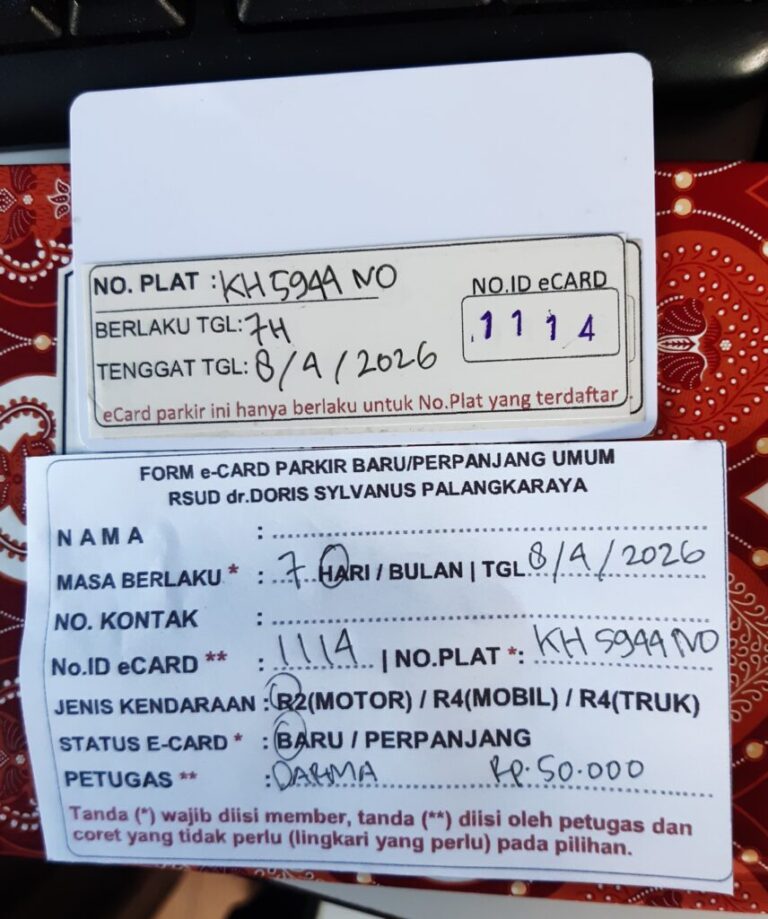 NO. PLAT : KH 5944 NO
NO.ID eCARD
1114
BERLAKU TGL: 7H
TENGGAT TGL: 8/4/2026
eCard parkir ini hanya berlaku untuk No.Plat yang terdaftar.
FORM e-CARD PARKIR BARU/PERPANJANG UMUM
RSUD dr.DORIS SYLVANUS PALANGKARAYA
NAMA :
MASA BERLAKU * : 7 HARI / BULAN | TGL 8/4/2026
NO. KONTAK :
No.ID eCARD ** : 1114 | NO.PLAT *: KH 5944 NO
JENIS KENDARAAN : R2(MOTOR) / R4(MOBIL) / R4(TRUK)
STATUS E-CARD * : BARU / PERPANJANG
PETUGAS ** : DARMA Rp. 50.000
Tanda (*) wajib diisi member, tanda (**) diisi oleh petugas dan
coret yang tidak perlu (lingkari yang perlu) pada pilihan.